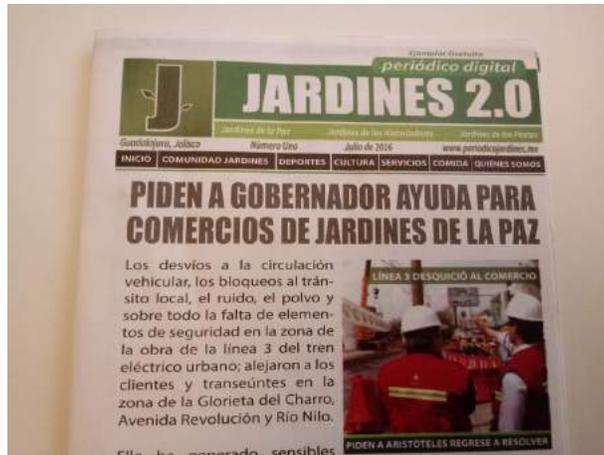 Ejemplar Gratuito
periódico digital
J
JARDINES 2.0
Jardines de la Paz Jardines de los Historiadores Jardines de los Poetas
Guadalajara, Jalisco Número Uno Julio de 2016 www.periodicojardines.mx
INICIO COMUNIDAD JARDINES DEPORTES CULTURA SERVICIOS COMIDA QUIÉNES SOMOS
PIDEN A GOBERNADOR AYUDA PARA
COMERCIOS DE JARDINES DE LA PAZ
Los desvíos a la circulación
vehicular, los bloqueos al trán-
sito local, el ruido, el polvo y
sobre todo la falta de elemen-
tos de seguridad en la zona de
la obra de la línea 3 del tren
eléctrico urbano; alejaron a los
clientes y transeúntes en la
zona de la Glorieta del Charro,
Avenida Revolución y Río Nilo.
Ello ha generado sensibles
LÍNEA 3 DESQUICIÓ AL COMERCIO
PIDEN A ARISTÓTELES REGRESE A RESOLVER